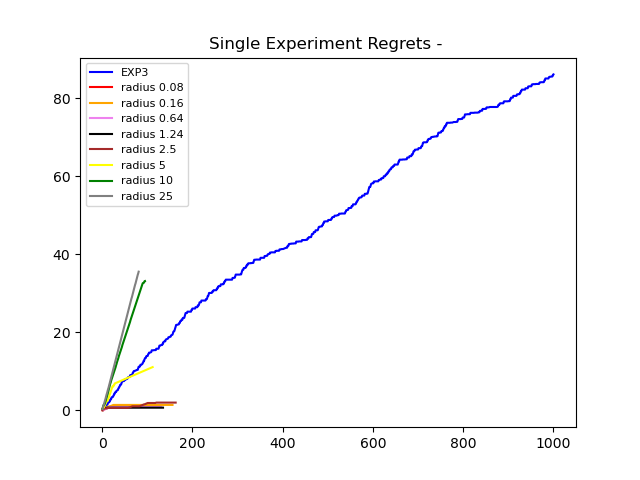 Single Experiment Regrets -
EXP3
radius 0.08
radius 0.16
radius 0.64
radius 1.24
radius 2.5
radius 5
radius 10
radius 25
80
60
40
20
0
0 200 400 600 800 1000